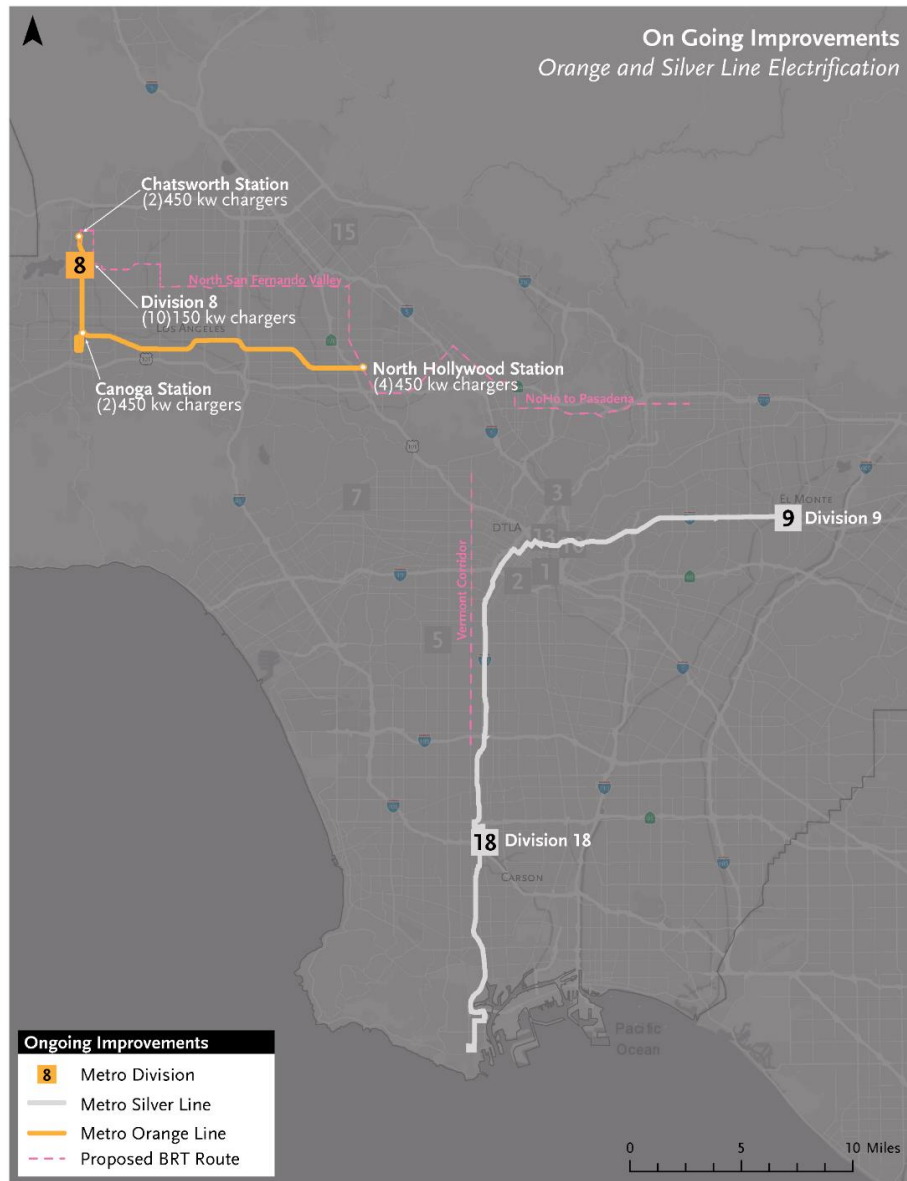 On Going Improvements
Orange and Silver Line Electrification
Chatsworth Station
(2)450 kw chargers
15
8
North San Fernando Valley
Division 8
(10)150 kw chargers
LOS ANGELES
North Hollywood Station
(4)450 kw chargers
Canoga Station
(2)450 kw chargers
NoHo to Pasadena
7
3
EL MONTE
9 Division 9
DTLA
13
10
2
1
Vermont Corridor
5
18 Division 18
CARSON
Pacific
Ocean
Ongoing Improvements
8 Metro Division
Metro Silver Line
Metro Orange Line
Proposed BRT Route
0 5 10 Miles